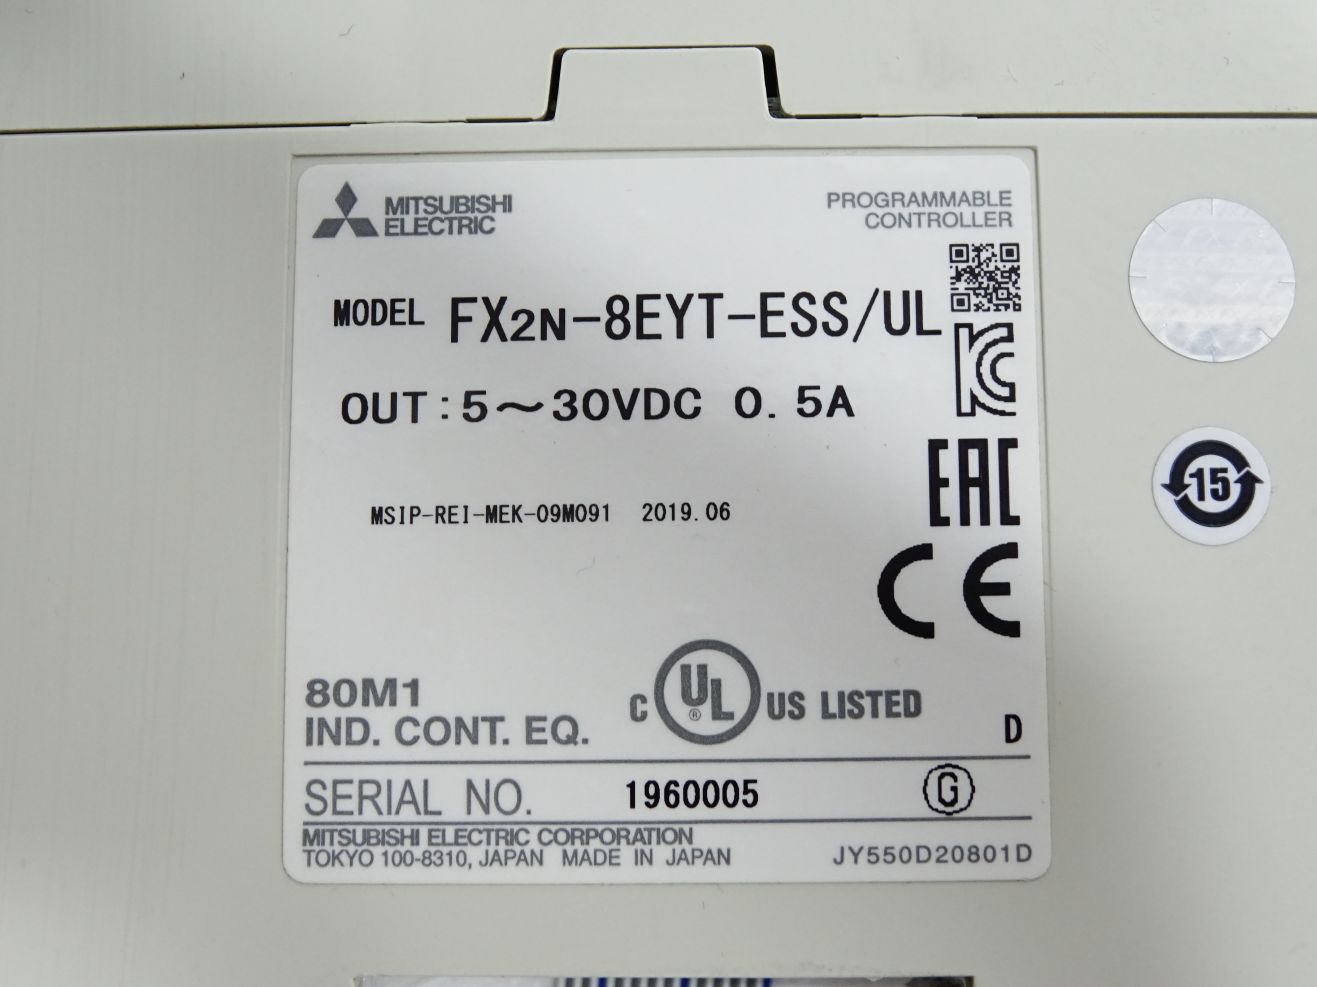 MITSUBISHI
ELECTRIC
PROGRAMMABLE
CONTROLLER
MODEL FX2N-8EYT-ESS/UL
OUT:5～30VDC 0.5A
KC
EAC
15
MSIP-REI-MEK-09M091 2019.06
CE
80M1
IND. CONT. EQ.
C UL® US LISTED
D
SERIAL NO. 1960005 G
MITSUBISHI ELECTRIC CORPORATION
TOKYO 100-8310, JAPAN MADE IN JAPAN JY550D20801D